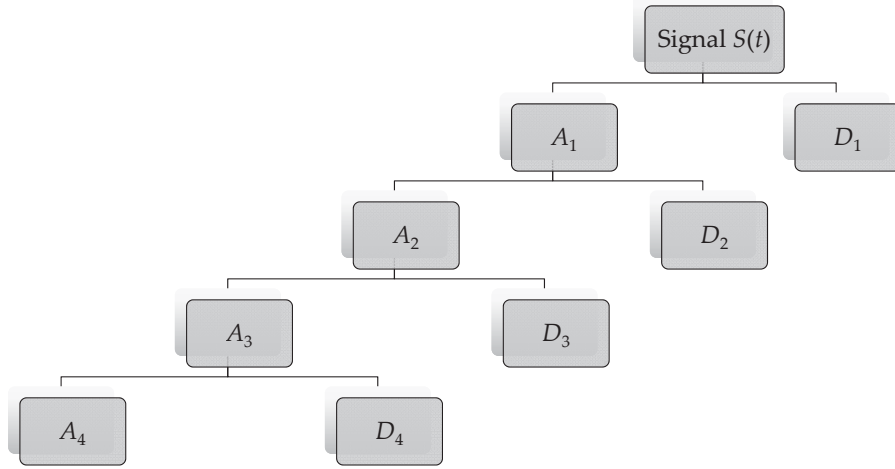 Signal S(t)
A₁
D₁
A₂
D₂
A₃
D₃
A₄
D₄